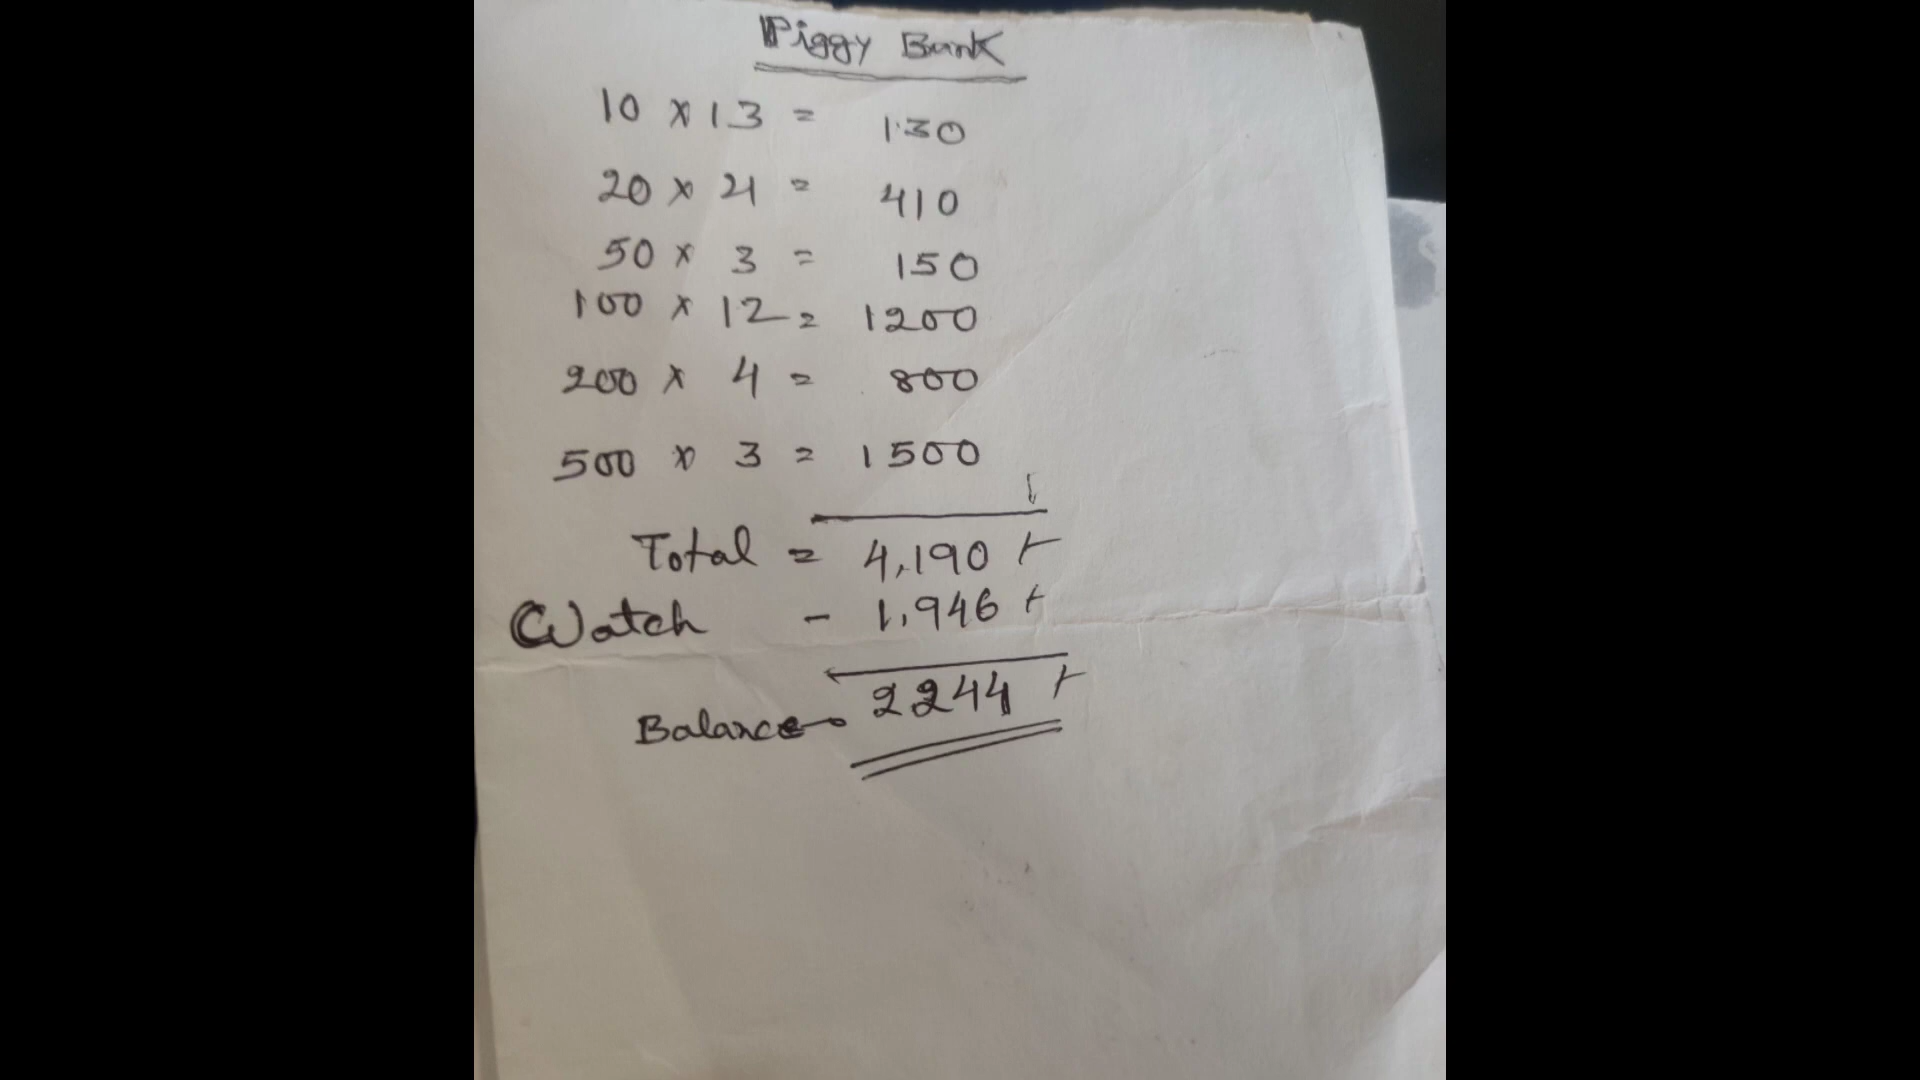 Piggy Bank
10 x 13 = 130
20 x 21 = 410
50 x 3 = 150
100 x 12 = 1200
200 x 4 = 800
500 x 3 = 1500
Total = 4,190
Watch - 1,946
Balance 2244